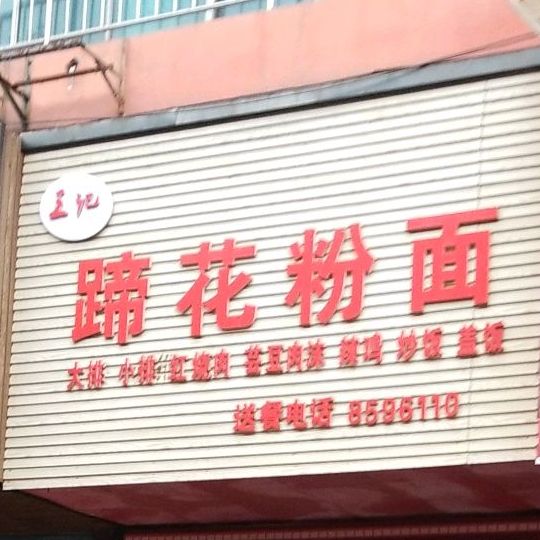 王记
蹄花粉面
大排 小排 红烧肉 芸豆肉沫 辣鸡 炒饭 盖饭
送餐电话 8596110